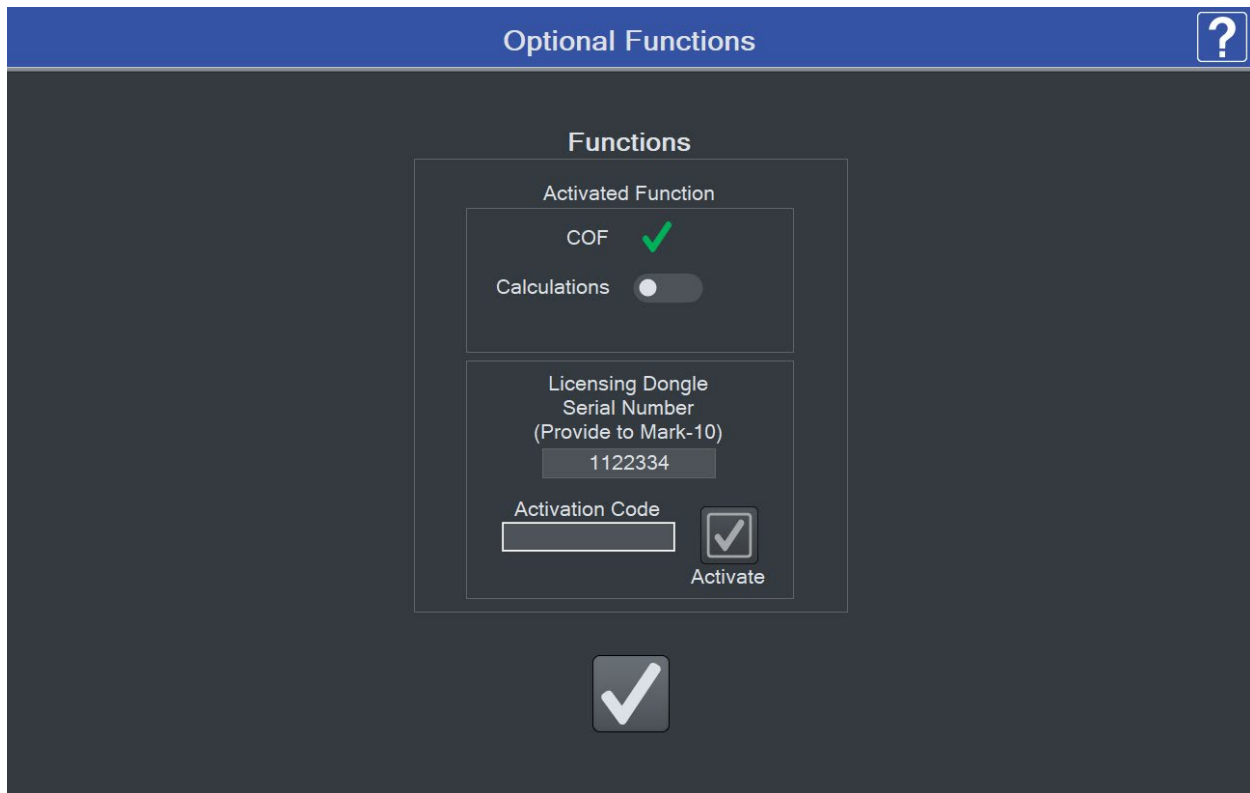 Optional Functions
?
Functions
Activated Function
COF
Calculations
Licensing Dongle
Serial Number
(Provide to Mark-10)
1122334
Activation Code
Activate